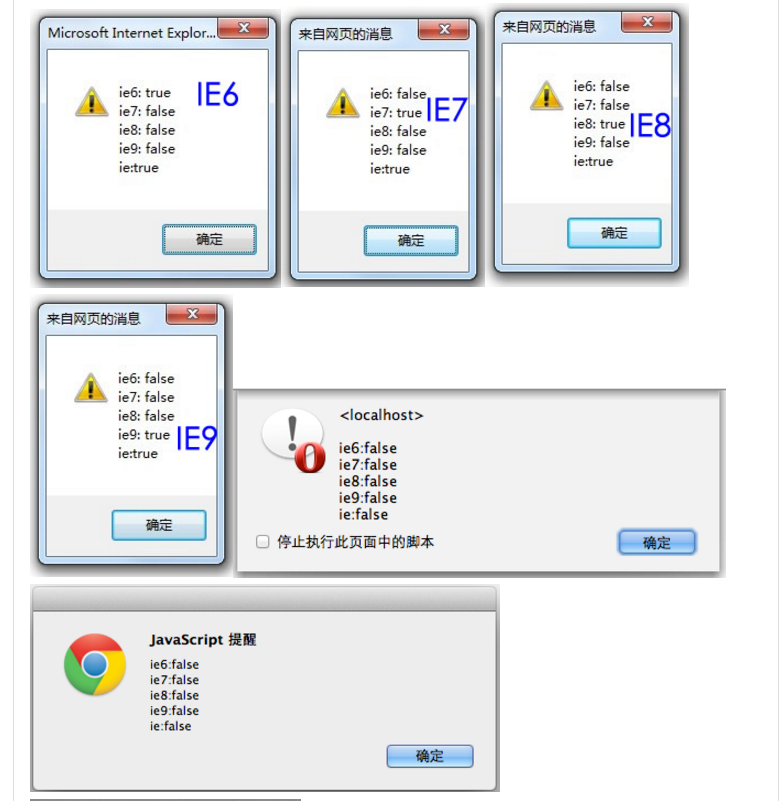 Microsoft Internet Explor...
ie6: true
IE6
ie7: false
ie8: false
ie9: false
ie:true
确定
来自网页的消息
ie6: false
ie7: true
IE7
ie8: false
ie9: false
ie:true
确定
来自网页的消息
ie6: false
ie7: false
ie8: true
IE8
ie9: false
ie:true
确定
来自网页的消息
ie6: false
ie7: false
ie8: false
ie9: true
IE9
ie:true
确定
<localhost>
ie6:false
ie7:false
ie8:false
ie9:false
ie:false
停止执行此页面中的脚本
确定
JavaScript 提醒
ie6:false
ie7:false
ie8:false
ie9:false
ie:false
确定